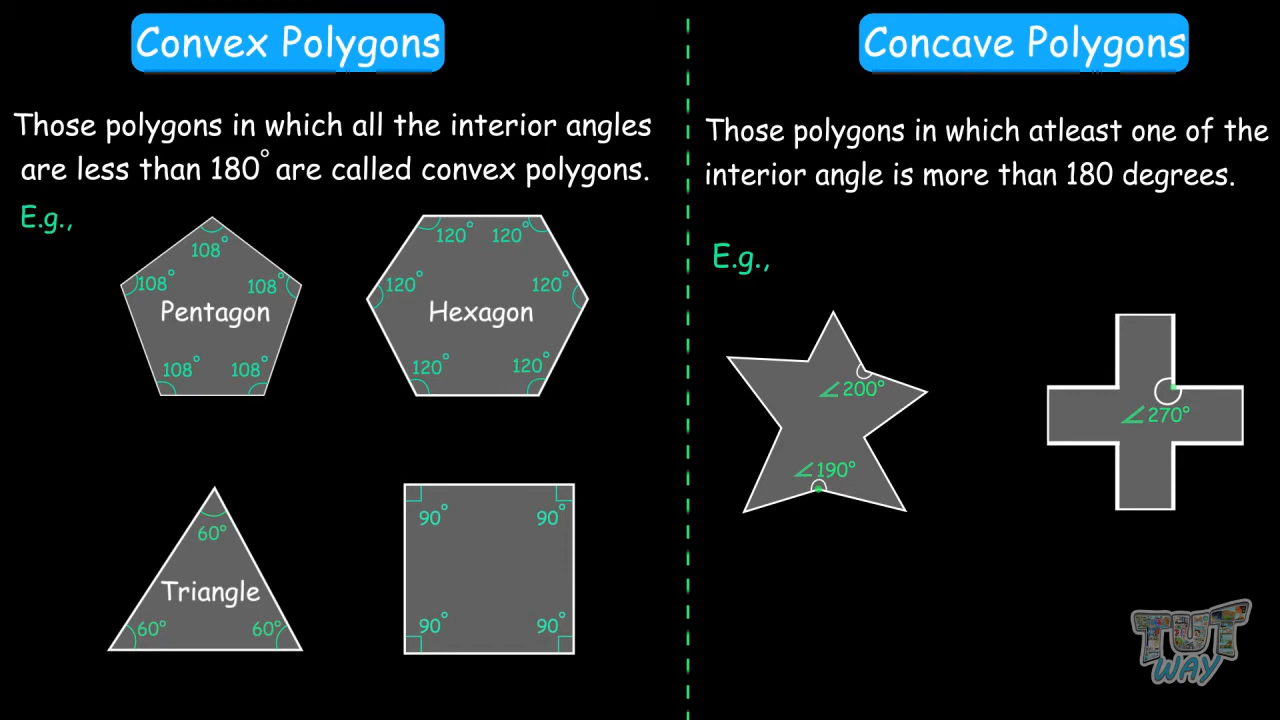 Convex Polygons
Those polygons in which all the interior angles
are less than 180° are called convex polygons.
E.g.,
108°
108°
108°
Pentagon
108°
108°
120°
120°
120°
120°
Hexagon
120°
120°
60°
Triangle
60°
60°
90°
90°
90°
90°
Concave Polygons
Those polygons in which atleast one of the
interior angle is more than 180 degrees.
E.g.,
∠200°
∠190°
∠270°
TUT
WAY